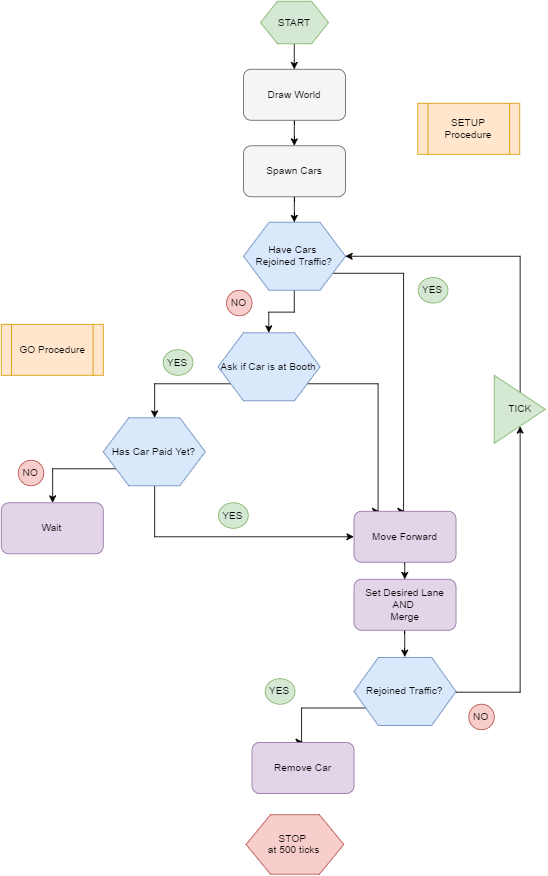 START
Draw World
SETUP
Procedure
Spawn Cars
Have Cars
Rejoined Traffic?
YES
NO
GO Procedure
YES
Ask if Car is at Booth
TICK
Has Car Paid Yet?
NO
YES
Wait
Move Forward
Set Desired Lane
AND
Merge
YES
Rejoined Traffic?
NO
Remove Car
STOP
at 500 ticks